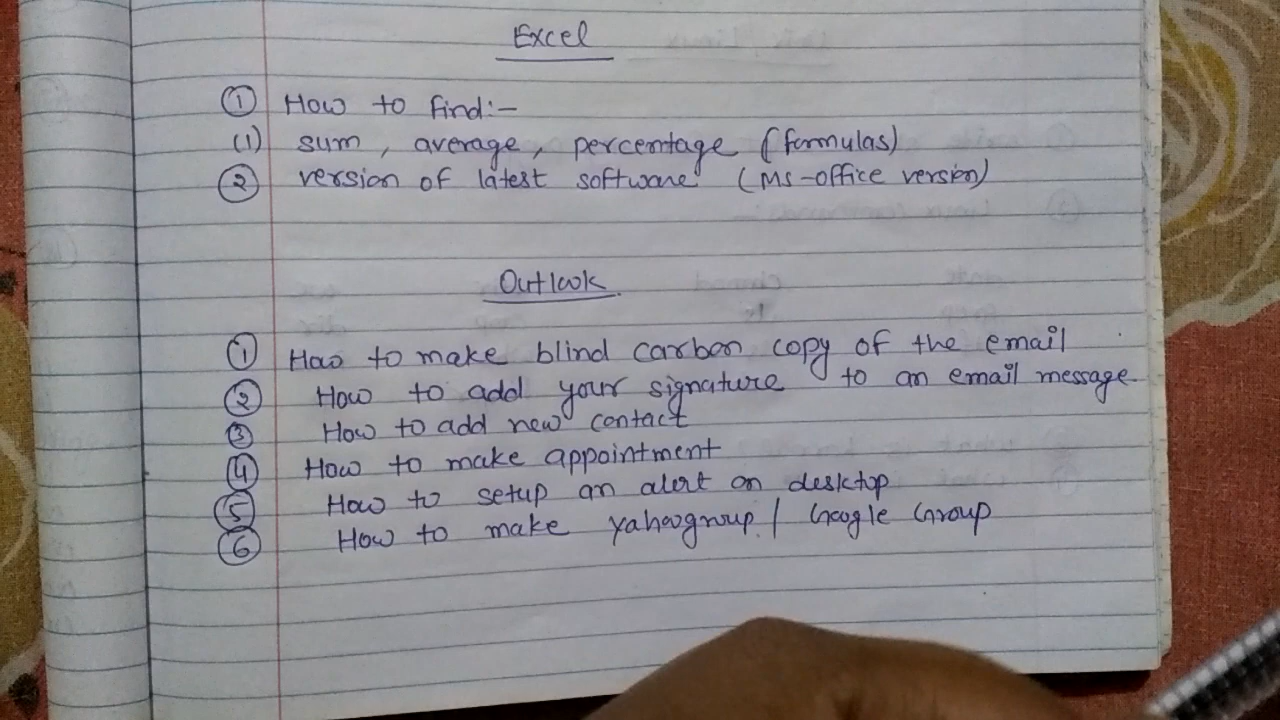 Excel
① How to find:-
(1) sum, average, percentage (formulas)
② version of latest software (MS-office version)
Outlook
① How to make blind carbon copy of the email
② How to add your signature to an email message
③ How to add new contact
④ How to make appointment
⑤ How to setup an alert on desktop
⑥ How to make yahoogroup / Google Group